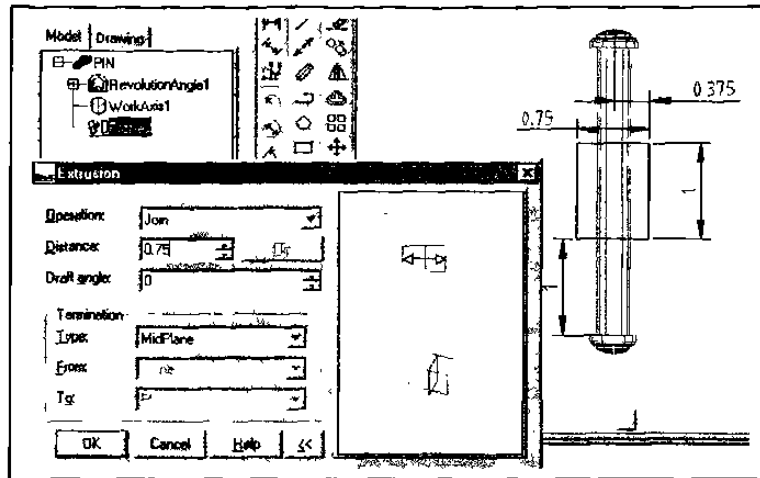 Model Drawing
PIN
RevolutionAngle1
WorkAxis1
Extrusion
Operation: Join
Distance: 0.75
Draft angle: 0
Termination
Type: MidPlane
From:
To:
OK Cancel Help <<
0.375
0.75
1
1